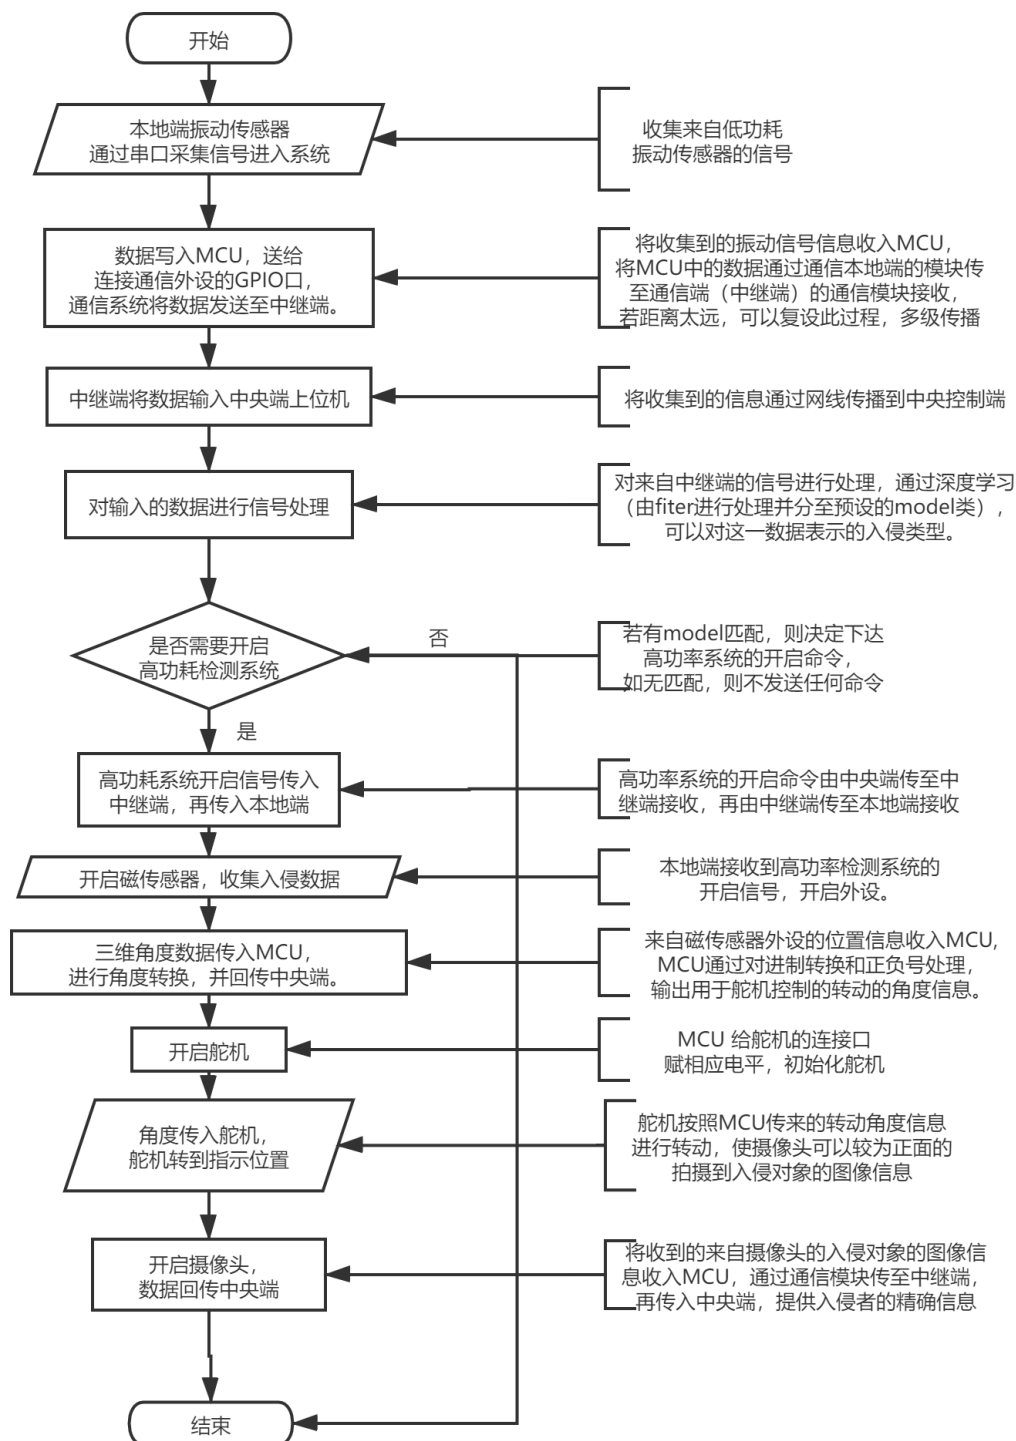 开始
本地端振动传感器
通过串口采集信号进入系统
收集来自低功耗
振动传感器的信号
数据写入MCU，送给
连接通信外设的GPIO口，
通信系统将数据发送至中继端。
将收集到的振动信号信息收入MCU，
将MCU中的数据通过通信本地端的模块传
至通信端（中继端）的通信模块接收，
若距离太远，可以复设此过程，多级传播
中继端将数据输入中央端上位机
将收集到的信息通过网线传播到中央控制端
对输入的数据进行信号处理
对来自中继端的信号进行处理，通过深度学习
（由fiter进行处理并分至预设的model类），
可以对这一数据表示的入侵类型。
是否需要开启
高功耗检测系统
否
若有model匹配，则决定下达
高功率系统的开启命令，
如无匹配，则不发送任何命令
是
高功耗系统开启信号传入
中继端，再传入本地端
高功率系统的开启命令由中央端传至中
继端接收，再由中继端传至本地端接收
开启磁传感器，收集入侵数据
本地端接收到高功率检测系统的
开启信号，开启外设。
三维角度数据传入MCU，
进行角度转换，并回传中央端。
来自磁传感器外设的位置信息收入MCU,
MCU通过对进制转换和正负号处理，
输出用于舵机控制的转动的角度信息。
开启舵机
MCU 给舵机的连接口
赋相应电平，初始化舵机
角度传入舵机，
舵机转到指示位置
舵机按照MCU传来的转动角度信息
进行转动，使摄像头可以较为正面的
拍摄到入侵对象的图像信息
开启摄像头，
数据回传中央端
将收到的来自摄像头的入侵对象的图像信
息收入MCU，通过通信模块传至中继端，
再传入中央端，提供入侵者的精确信息
结束